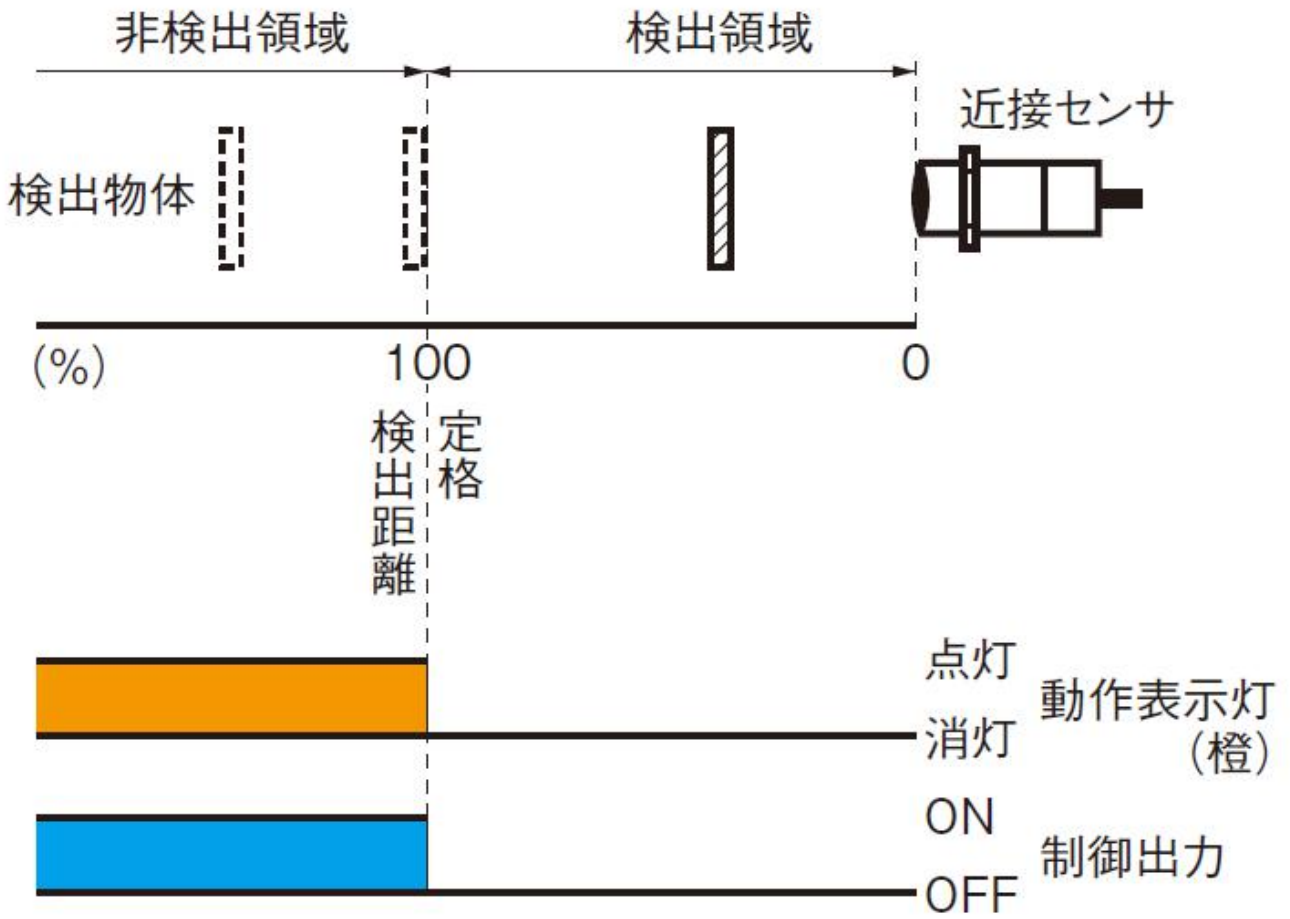 非検出領域
検出領域
近接センサ
検出物体
(%)
100
0
定格
検出距離
点灯
消灯
動作表示灯
(橙)
ON
OFF
制御出力